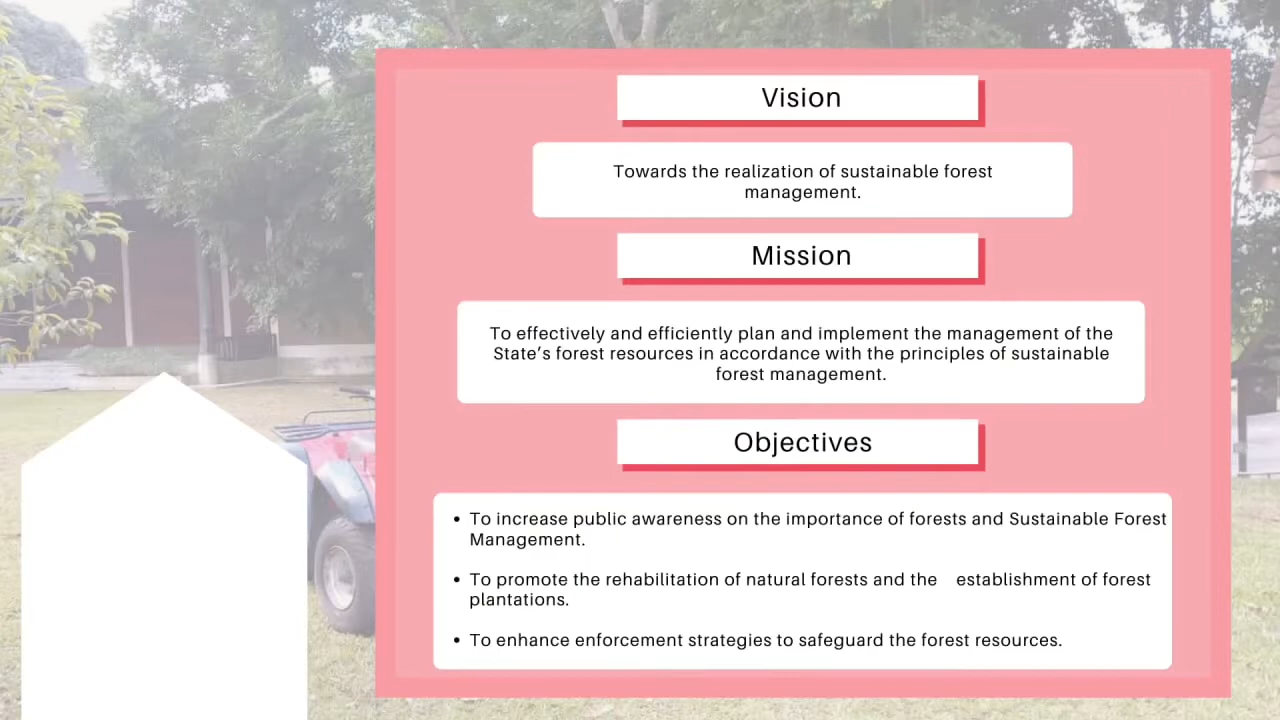 Vision
Towards the realization of sustainable forest
management.
Mission
To effectively and efficiently plan and implement the management of the
State’s forest resources in accordance with the principles of sustainable
forest management.
Objectives
• To increase public awareness on the importance of forests and Sustainable Forest
Management.
• To promote the rehabilitation of natural forests and the establishment of forest
plantations.
• To enhance enforcement strategies to safeguard the forest resources.